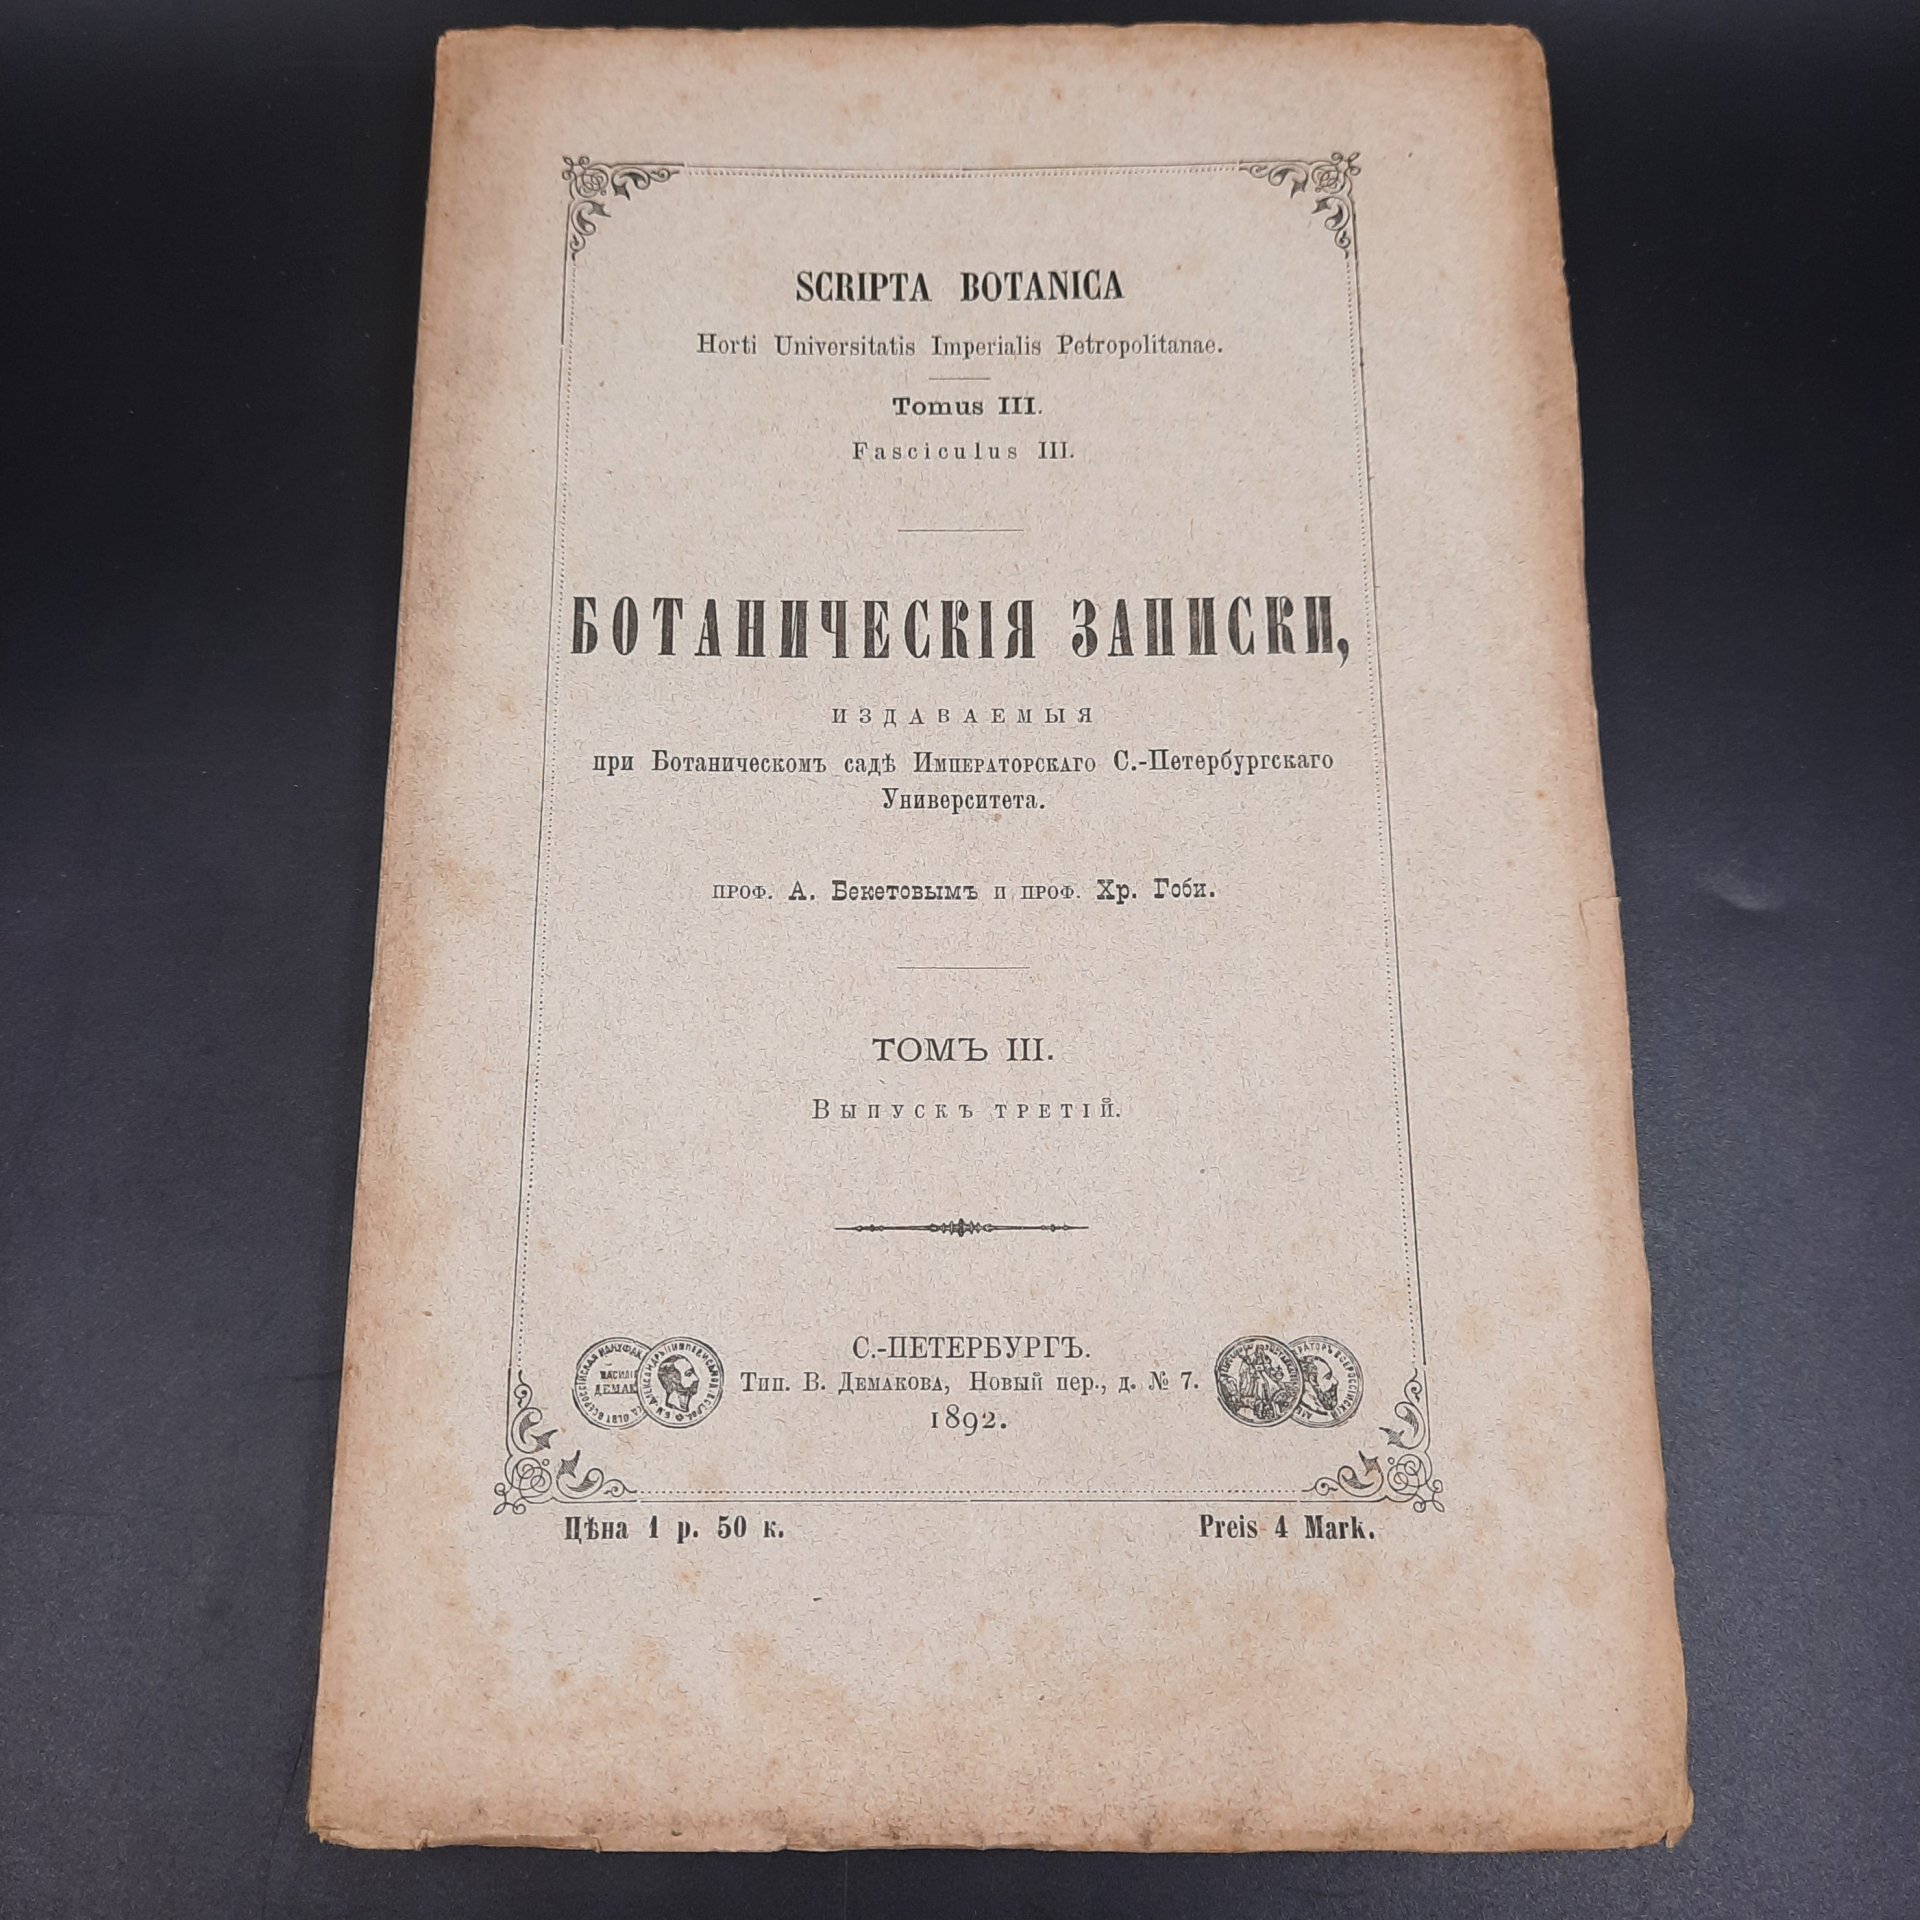 SCRIPTA BOTANICA
Horti Universitatis Imperialis Petropolitanae.
Tomus III.
Fasciculus III.
БОТАНИЧЕСКІЯ ЗАПИСКИ,
ИЗДАВАЕМЫЯ
при Ботаническомъ садѣ Императорскаго С.-Петербургскаго
Университета.
ПРОФ. А. Бекетовымъ И ПРОФ. Хр. Гоби.
ТОМЪ III.
Выпускъ третій.
С.-ПЕТЕРБУРГЪ.
Тип. В. Демакова, Новый пер., д. № 7.
1892.
Цѣна 1 р. 50 к.
Preis 4 Mark.